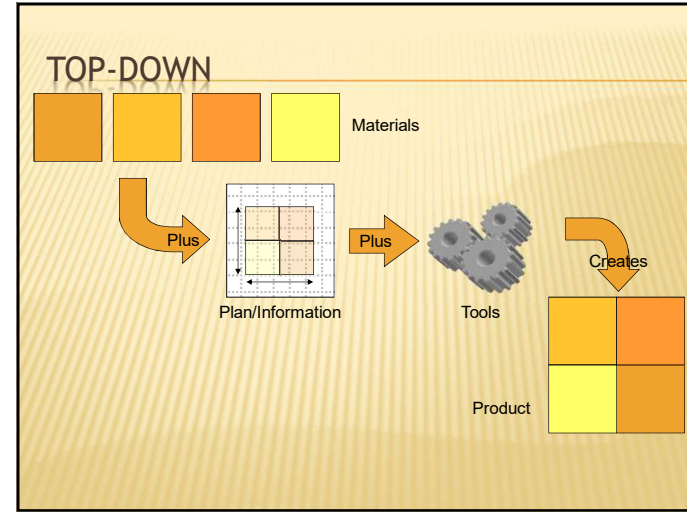 TOP-DOWN
Materials
Plus
Plus
Creates
Plan/Information
Tools
Product